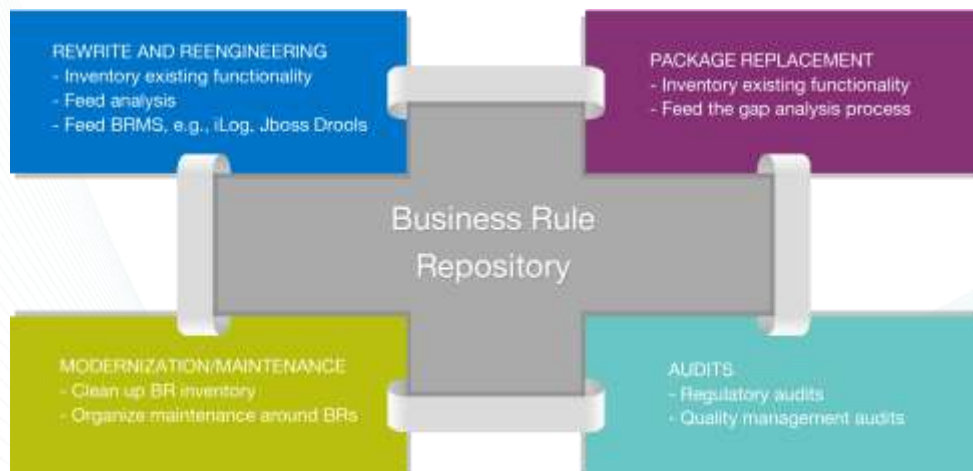 REWRITE AND REENGINEERING
- Inventory existing functionality
- Feed analysis
- Feed BRMS, e.g., iLog, Jboss Drools
PACKAGE REPLACEMENT
- Inventory existing functionality
- Feed the gap analysis process
Business Rule
Repository
MODERNIZATION/MAINTENANCE
- Clean up BR inventory
- Organize maintenance around BRs
AUDITS
- Regulatory audits
- Quality management audits